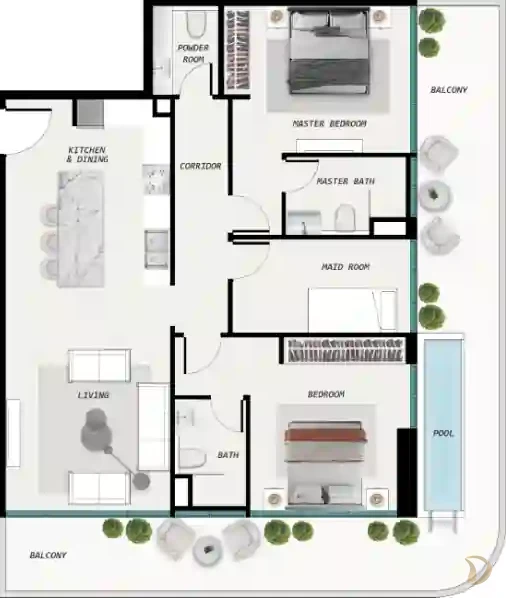 POWDER
ROOM
BALCONY
MASTER BEDROOM
KITCHEN
& DINING
CORRIDOR
MASTER BATH
MAID ROOM
LIVING
BEDROOM
POOL
BATH
BALCONY